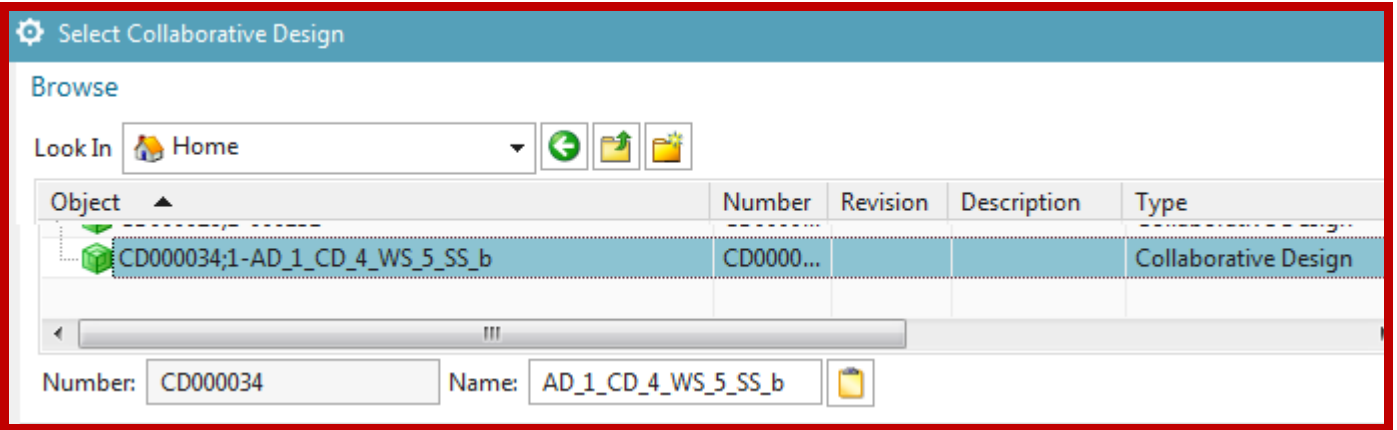 Select Collaborative Design
Browse
Look In Home
Object Number Revision Description Type
CD000034;1-AD_1_CD_4_WS_5_SS_b CD0000... Collaborative Design
Number: CD000034 Name: AD_1_CD_4_WS_5_SS_b